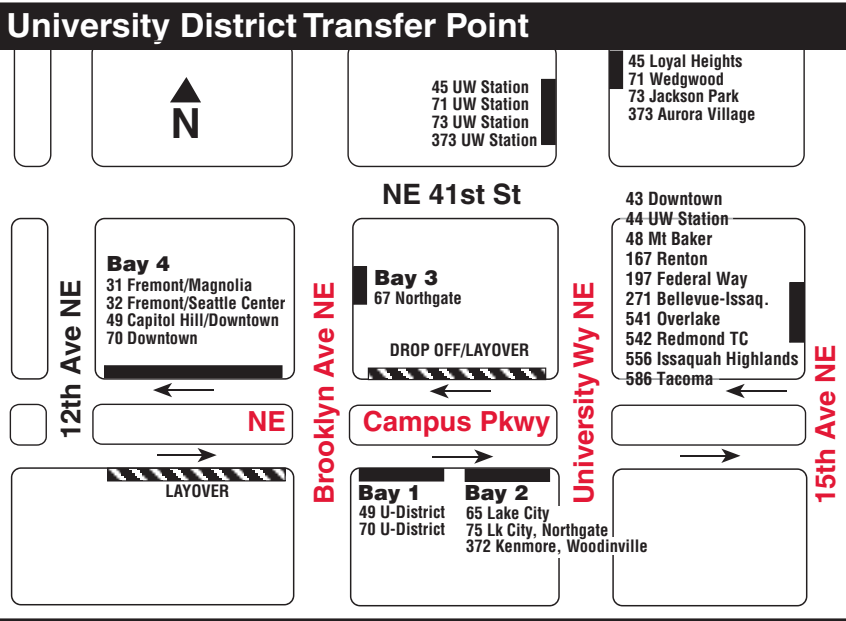 University District Transfer Point
N
45 UW Station
71 UW Station
73 UW Station
373 UW Station
45 Loyal Heights
71 Wedgwood
73 Jackson Park
373 Aurora Village
NE 41st St
12th Ave NE
Bay 4
31 Fremont/Magnolia
32 Fremont/Seattle Center
49 Capitol Hill/Downtown
70 Downtown
Brooklyn Ave NE
Bay 3
67 Northgate
DROP OFF/LAYOVER
University Wy NE
43 Downtown
44 UW Station
48 Mt Baker
167 Renton
197 Federal Way
271 Bellevue-Issaq.
541 Overlake
542 Redmond TC
556 Issaquah Highlands
586 Tacoma
15th Ave NE
NE Campus Pkwy
LAYOVER
Bay 1
49 U-District
70 U-District
Bay 2
65 Lake City
75 Lk City, Northgate
372 Kenmore, Woodinville